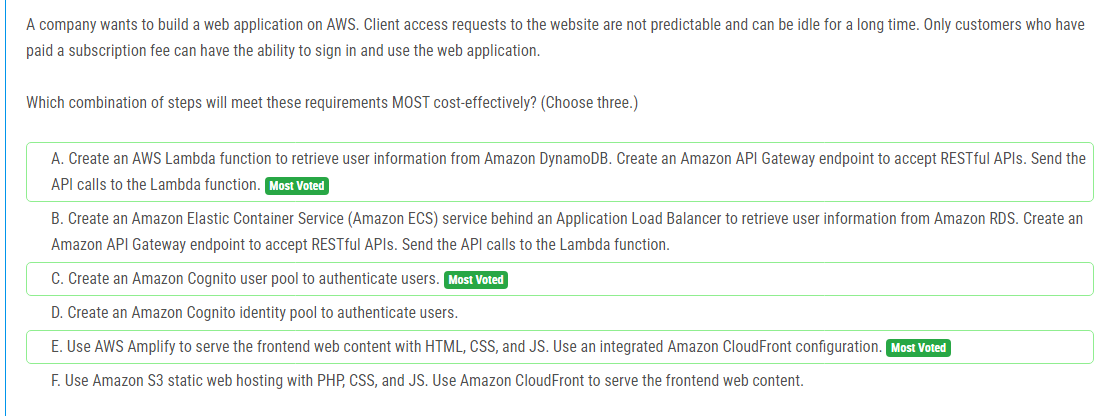 A company wants to build a web application on AWS. Client access requests to the website are not predictable and can be idle for a long time. Only customers who have
paid a subscription fee can have the ability to sign in and use the web application.
Which combination of steps will meet these requirements MOST cost-effectively? (Choose three.)
A. Create an AWS Lambda function to retrieve user information from Amazon DynamoDB. Create an Amazon API Gateway endpoint to accept RESTful APIs. Send the
API calls to the Lambda function. Most Voted
B. Create an Amazon Elastic Container Service (Amazon ECS) service behind an Application Load Balancer to retrieve user information from Amazon RDS. Create an
Amazon API Gateway endpoint to accept RESTful APIs. Send the API calls to the Lambda function.
C. Create an Amazon Cognito user pool to authenticate users. Most Voted
D. Create an Amazon Cognito identity pool to authenticate users.
E. Use AWS Amplify to serve the frontend web content with HTML, CSS, and JS. Use an integrated Amazon CloudFront configuration. Most Voted
F. Use Amazon S3 static web hosting with PHP, CSS, and JS. Use Amazon CloudFront to serve the frontend web content.